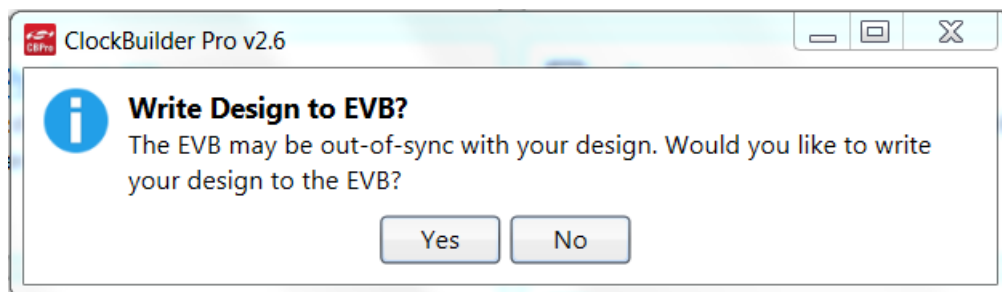 CBPro ClockBuilder Pro v2.6
Write Design to EVB?
The EVB may be out-of-sync with your design. Would you like to write
your design to the EVB?
Yes No